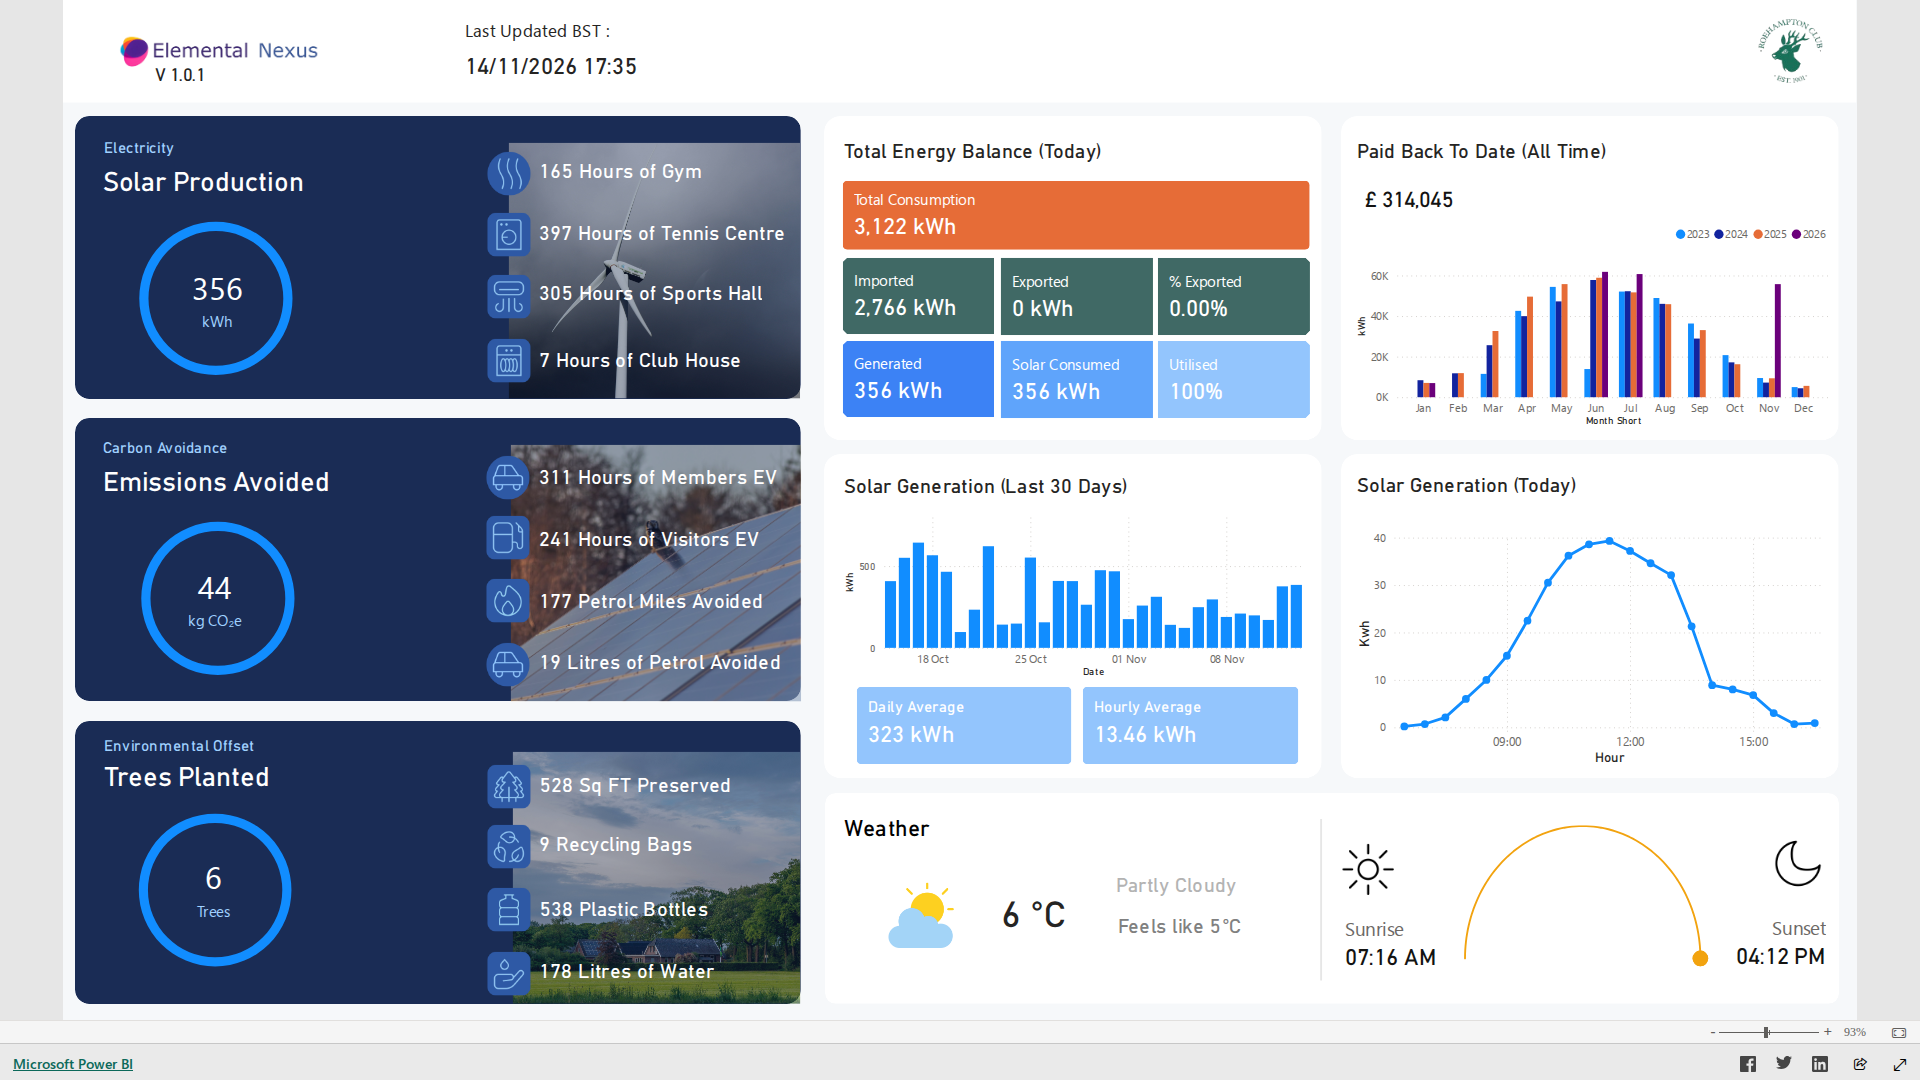 Elemental Nexus
V 1.0.1
Last Updated BST :
14/11/2026 17:35
ROEHAMPTON CLUB
· EST. 1901 ·
Electricity
Solar Production
356
kWh
165 Hours of Gym
397 Hours of Tennis Centre
305 Hours of Sports Hall
7 Hours of Club House
Carbon Avoidance
Emissions Avoided
44
kg CO₂e
311 Hours of Members EV
241 Hours of Visitors EV
177 Petrol Miles Avoided
19 Litres of Petrol Avoided
Environmental Offset
Trees Planted
6
Trees
528 Sq FT Preserved
9 Recycling Bags
538 Plastic Bottles
178 Litres of Water
Total Energy Balance (Today)
Total Consumption
3,122 kWh
Imported
2,766 kWh
Exported
0 kWh
% Exported
0.00%
Generated
356 kWh
Solar Consumed
356 kWh
Utilised
100%
Paid Back To Date (All Time)
£ 314,045
2023 2024 2025 2026
60K
40K
20K
0K
kWh
Jan Feb Mar Apr May Jun Jul Aug Sep Oct Nov Dec
Month Short
Solar Generation (Last 30 Days)
500
0
kWh
18 Oct 25 Oct 01 Nov 08 Nov
Date
Daily Average
323 kWh
Hourly Average
13.46 kWh
Solar Generation (Today)
40
30
20
10
0
Kwh
09:00 12:00 15:00
Hour
Weather
6 °C
Partly Cloudy
Feels like 5°C
Sunrise
07:16 AM
Sunset
04:12 PM
- + 93%
Microsoft Power BI